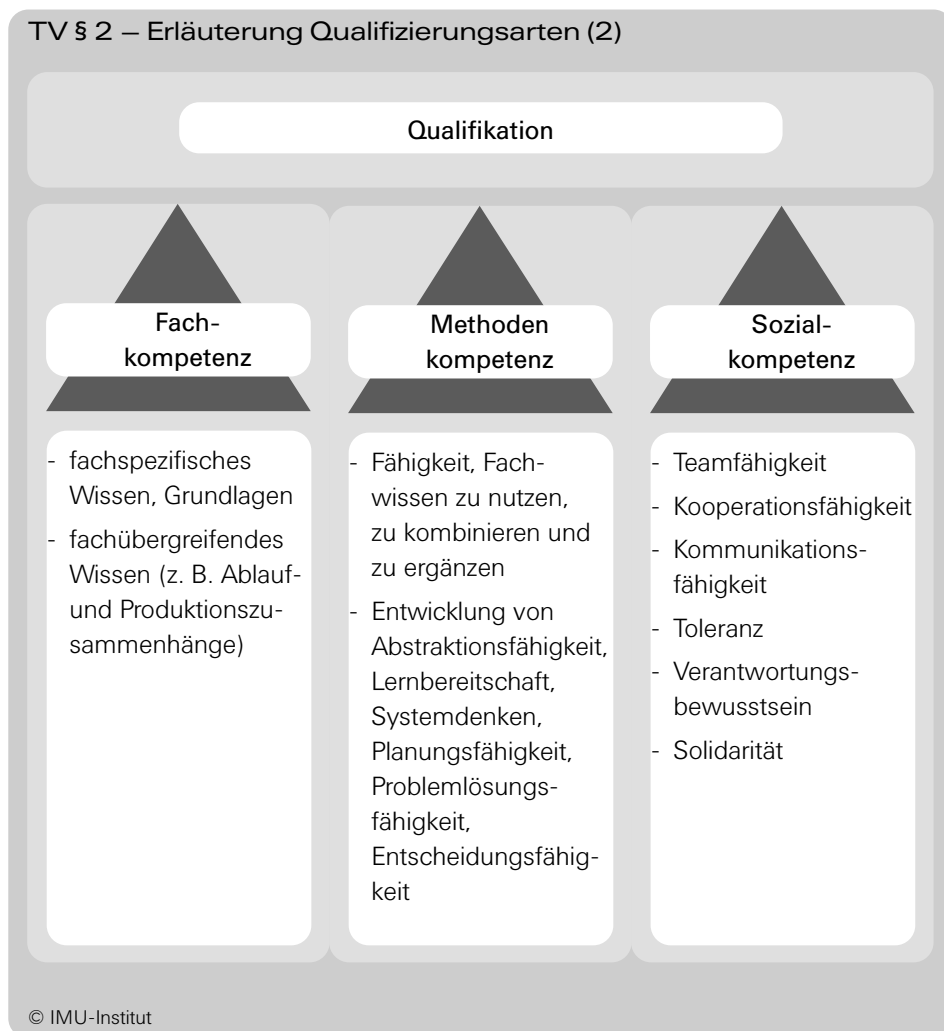 TV § 2 – Erläuterung Qualifizierungsarten (2)
Qualifikation
Fach-
kompetenz
- fachspezifisches
Wissen, Grundlagen
- fachübergreifendes
Wissen (z. B. Ablauf-
und Produktionszu-
sammenhänge)
Methoden
kompetenz
- Fähigkeit, Fach-
wissen zu nutzen,
zu kombinieren und
zu ergänzen
- Entwicklung von
Abstraktionsfähigkeit,
Lernbereitschaft,
Systemdenken,
Planungsfähigkeit,
Problemlösungs-
fähigkeit,
Entscheidungsfähig-
keit
Sozial-
kompetenz
- Teamfähigkeit
- Kooperationsfähigkeit
- Kommunikations-
fähigkeit
- Toleranz
- Verantwortungs-
bewusstsein
- Solidarität
© IMU-Institut